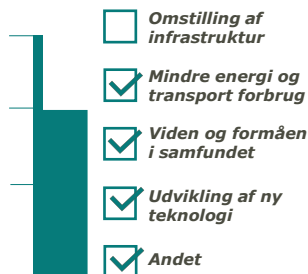 Omstilling af
infrastruktur
Mindre energi og
transport forbrug
Viden og formåen
i samfundet
Udvikling af ny
teknologi
Andet